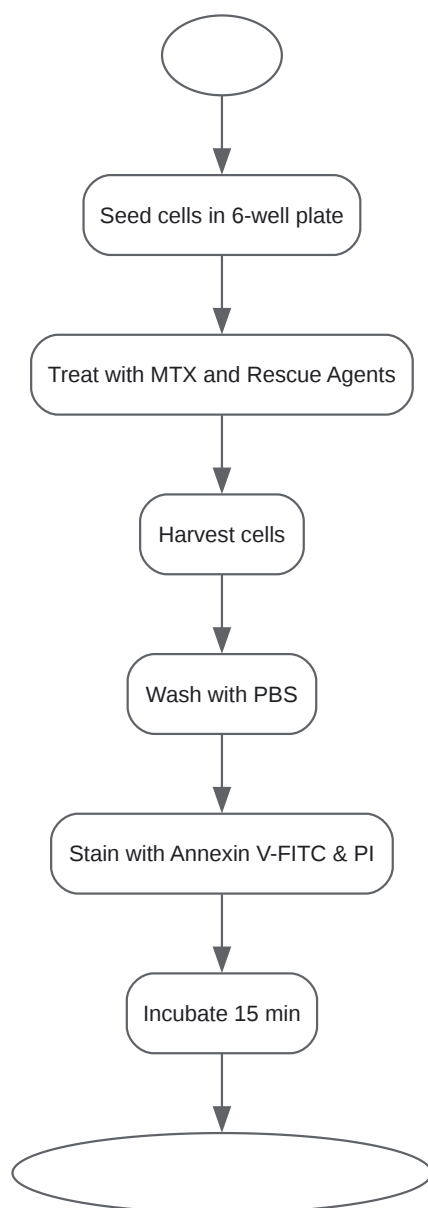 Seed cells in 6-well plate
Treat with MTX and Rescue Agents
Harvest cells
Wash with PBS
Stain with Annexin V-FITC & PI
Incubate 15 min